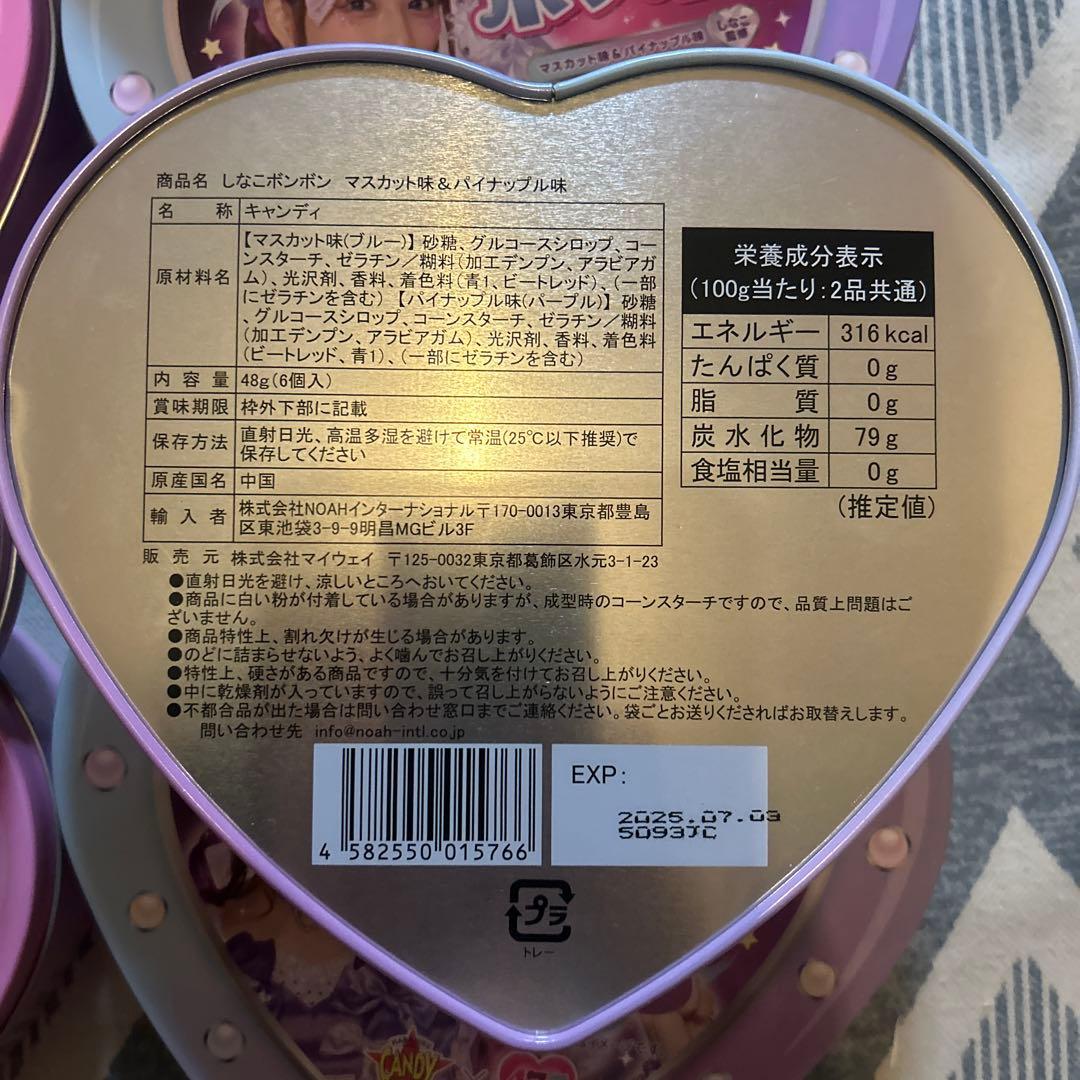 マスカット味&パイナップル味
しなこ
監修
商品名 しなこボンボン マスカット味&パイナップル味
名 称 キャンディ
原材料名
【マスカット味(ブルー)】 砂糖、グルコースシロップ、コー
ンスターチ、ゼラチン/糊料(加工デンプン、アラビアガ
ム)、光沢剤、香料、着色料(青1、ビートレッド)、(一部
にゼラチンを含む) 【パイナップル味(パープル)】 砂糖
、グルコースシロップ、コーンスターチ、ゼラチン/糊料
(加工デンプン、アラビアガム)、光沢剤、香料、着色料
(ビートレッド、青1)、(一部にゼラチンを含む)
内 容 量 48g(6個入)
賞味期限 枠外下部に記載
保存方法 直射日光、高温多湿を避けて常温(25℃以下推奨)で
保存してください
原産国名 中国
輸 入 者 株式会社NOAHインターナショナル〒170-0013東京都豊島
区東池袋3-9-9明昌MGビル3F
販 売 元 株式会社マイウェイ 〒125-0032東京都葛飾区水元3-1-23
●直射日光を避け、涼しいところへおいてください。
●商品に白い粉が付着している場合がありますが、成型時のコーンスターチですので、品質上問題はご
ざいません。
●商品特性上、割れ欠けが生じる場合があります。
●のどに詰まらせないよう、よく噛んでお召し上がりください。
●特性上、硬さがある商品ですので、十分気を付けてお召し上がりください。
●中に乾燥剤が入っていますので、誤って召し上がらないようにご注意ください。
●不都合品が出た場合は問い合わせ窓口までご連絡ください。袋ごとお送りくださればお取替えします。
問い合わせ先 info@noah-intl.co.jp
栄養成分表示
(100g当たり:2品共通)
エネルギー 316kcal
たんぱく質 0g
脂 質 0g
炭水化物 79g
食塩相当量 0g
(推定値)
4 582550 015766
EXP:
2025.07.03
5093JC
プラ
トレー
CANDY